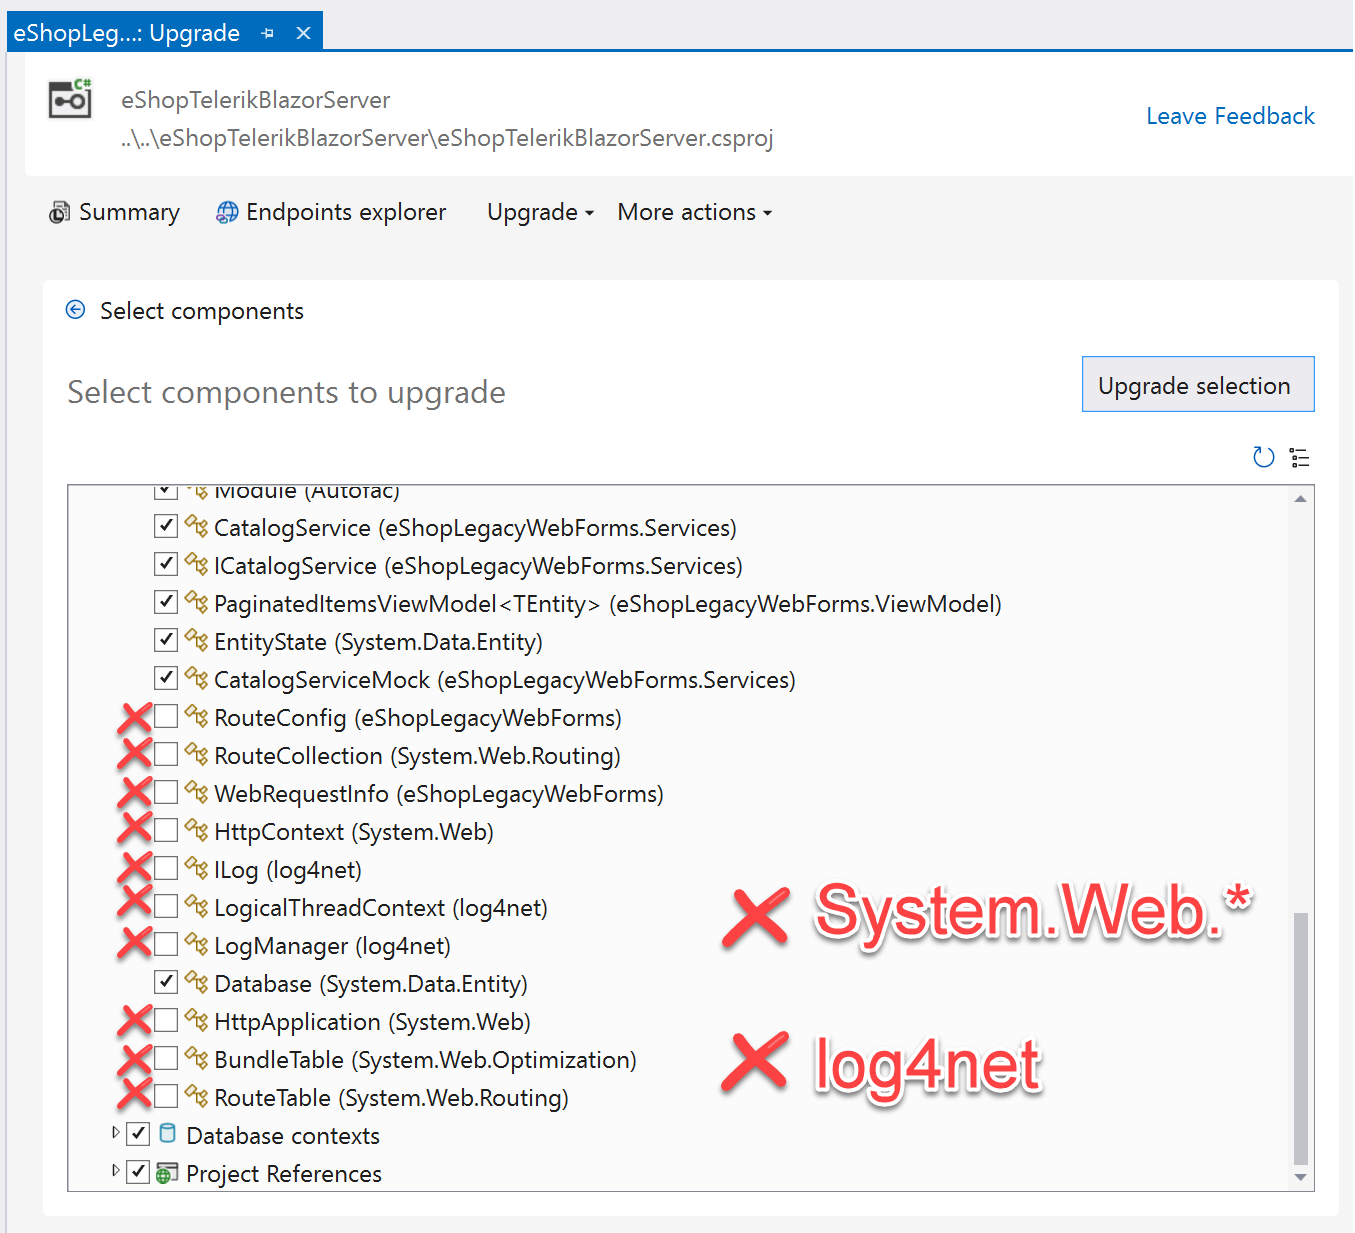 eShopLeg...: Upgrade
C#
eShopTelerikBlazorServer
..\..\eShopTelerikBlazorServer\eShopTelerikBlazorServer.csproj
Leave Feedback
Summary Endpoints explorer Upgrade More actions
Select components
Select components to upgrade
Upgrade selection
Module (Autofac)
CatalogService (eShopLegacyWebForms.Services)
ICatalogService (eShopLegacyWebForms.Services)
PaginatedItemsViewModel<TEntity> (eShopLegacyWebForms.ViewModel)
EntityState (System.Data.Entity)
CatalogServiceMock (eShopLegacyWebForms.Services)
RouteConfig (eShopLegacyWebForms)
RouteCollection (System.Web.Routing)
WebRequestInfo (eShopLegacyWebForms)
HttpContext (System.Web)
ILog (log4net)
LogicalThreadContext (log4net)
System.Web.*
LogManager (log4net)
Database (System.Data.Entity)
HttpApplication (System.Web)
BundleTable (System.Web.Optimization)
log4net
RouteTable (System.Web.Routing)
Database contexts
Project References